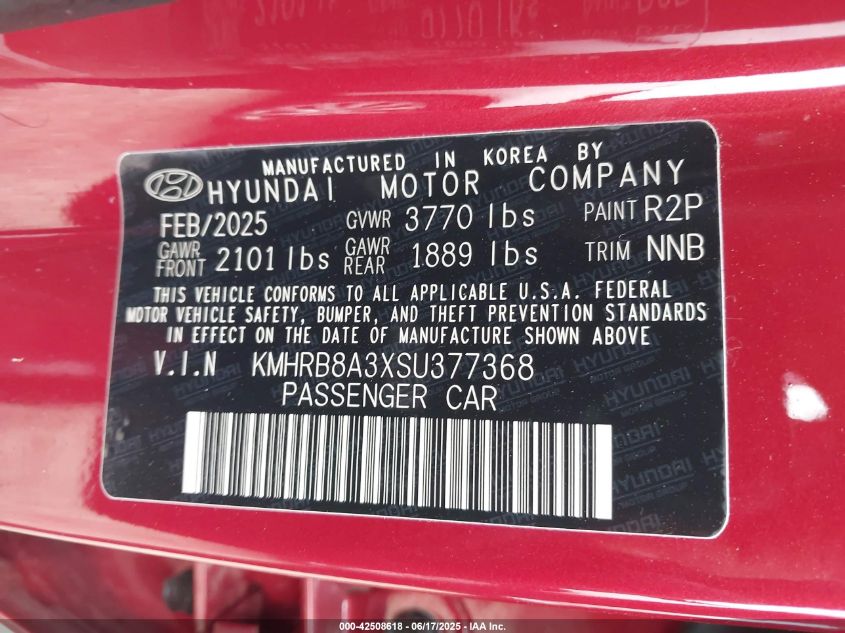 MANUFACTURED IN KOREA BY
HYUNDAI MOTOR COMPANY
FEB/2025 GVWR 3770 lbs PAINT R2P
GAWR FRONT 2101 lbs GAWR REAR 1889 lbs TRIM NNB
THIS VEHICLE CONFORMS TO ALL APPLICABLE U.S.A. FEDERAL
MOTOR VEHICLE SAFETY, BUMPER, AND THEFT PREVENTION STANDARDS
IN EFFECT ON THE DATE OF MANUFACTURE SHOWN ABOVE
V.I.N KMHRB8A3XSU377368
PASSENGER CAR
000-42508618 - 06/17/2025 - IAA Inc.